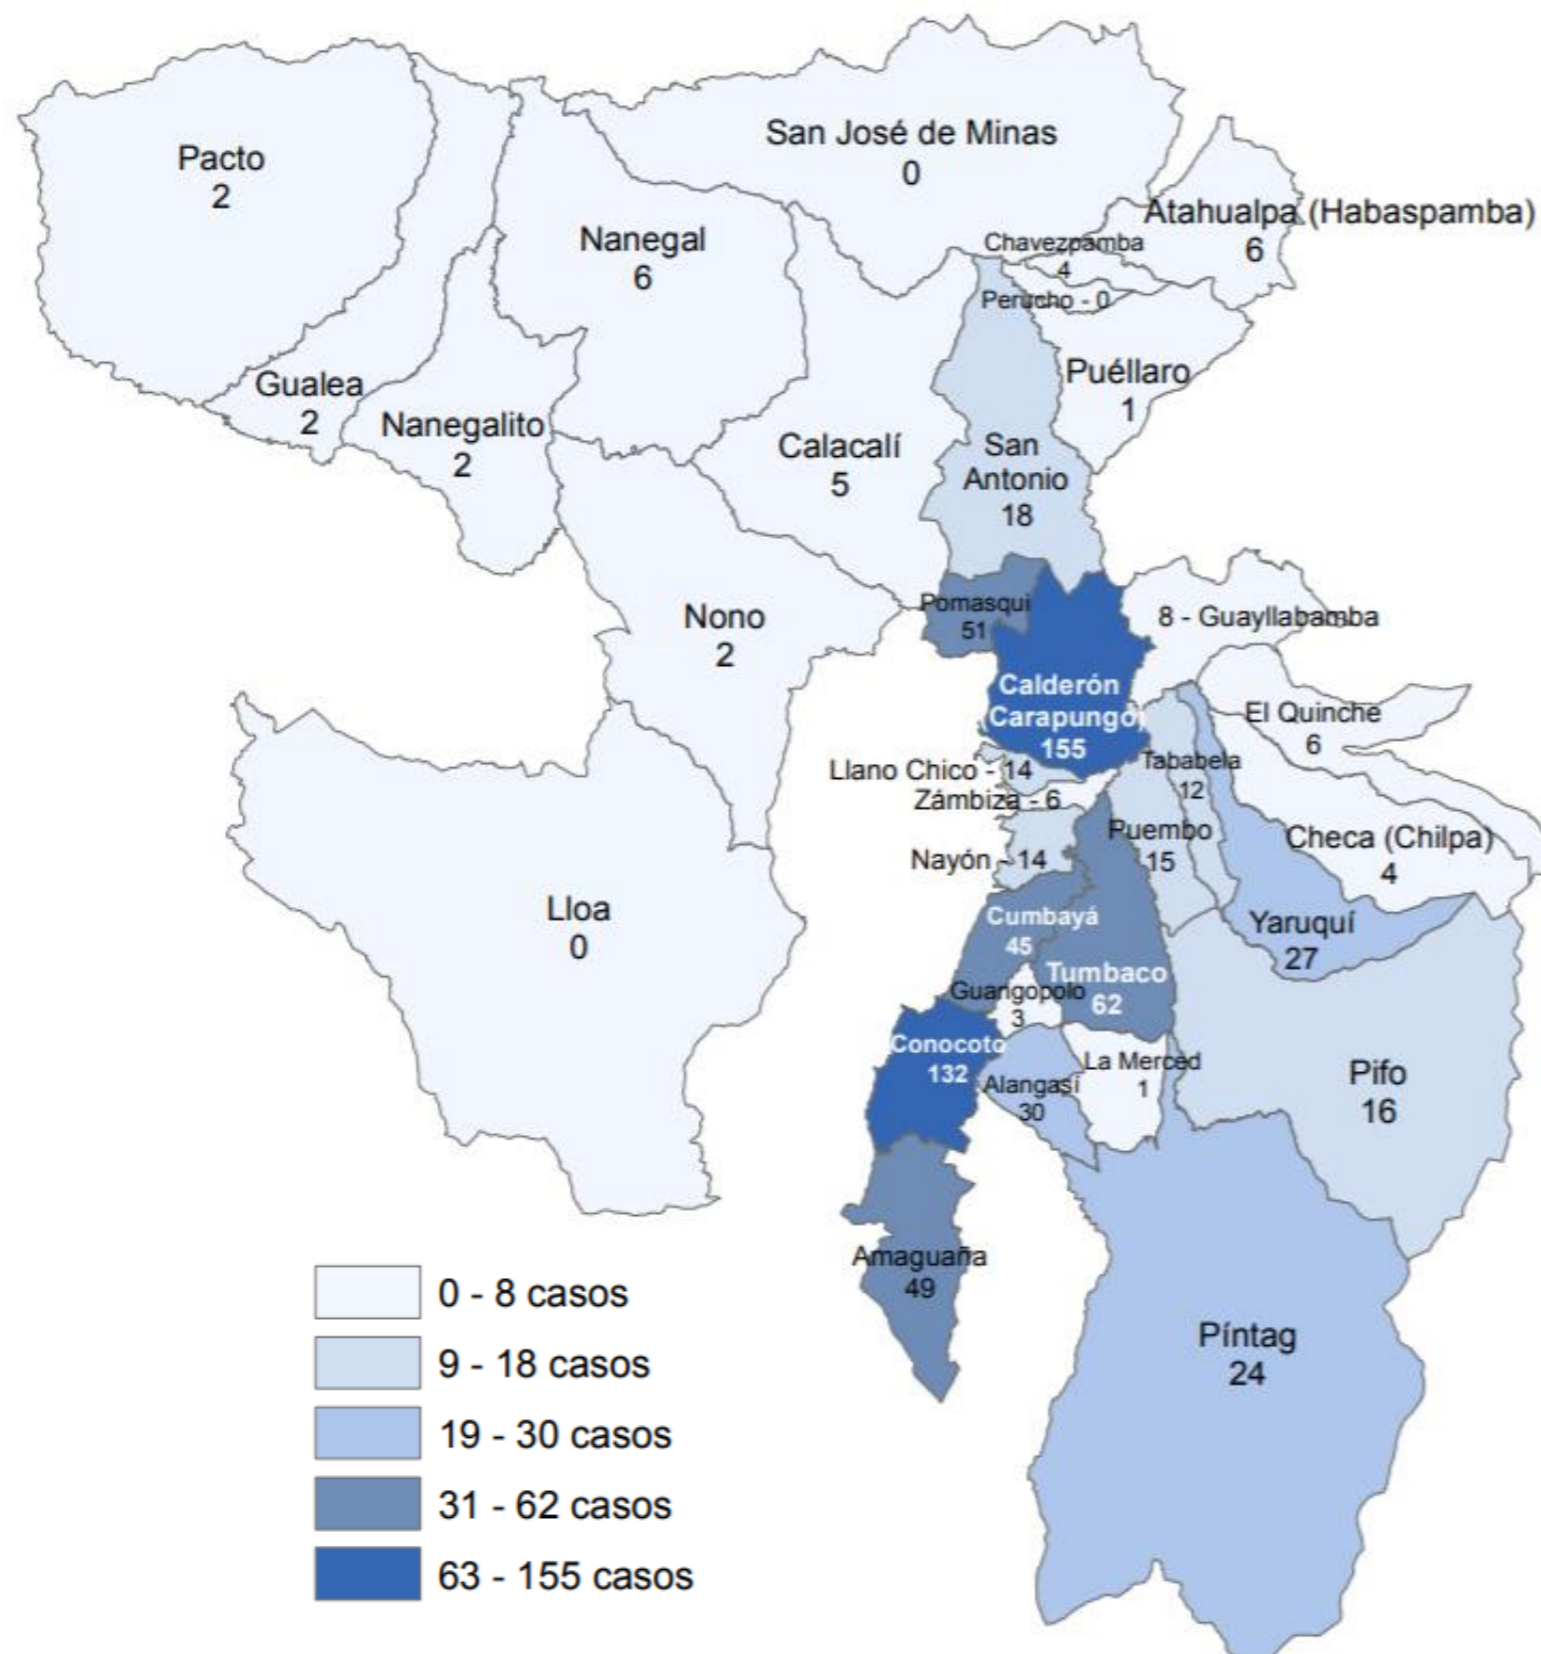 Pacto
2
San José de Minas
0
Atahualpa (Habaspamba)
6
Nanegal
6
Chavezpamba
4
Perucho - 0
Puéllaro
1
Gualea
2
Nanegalito
2
Calacalí
5
San
Antonio
18
Nono
2
Pomasqui
51
8 - Guayllabamba
Calderón
(Carapungo)
155
El Quinche
6
Llano Chico - 14
Zámbiza - 6
Tababela
12
Puembo
15
Checa (Chilpa)
4
Nayón - 14
Lloa
0
Cumbayá
45
Yaruquí
27
Tumbaco
62
Guangopolo
3
Conocoto
132
La Merced
1
Alangasí
30
Pifo
16
Amaguaña
49
Píntag
24
0 - 8 casos
9 - 18 casos
19 - 30 casos
31 - 62 casos
63 - 155 casos